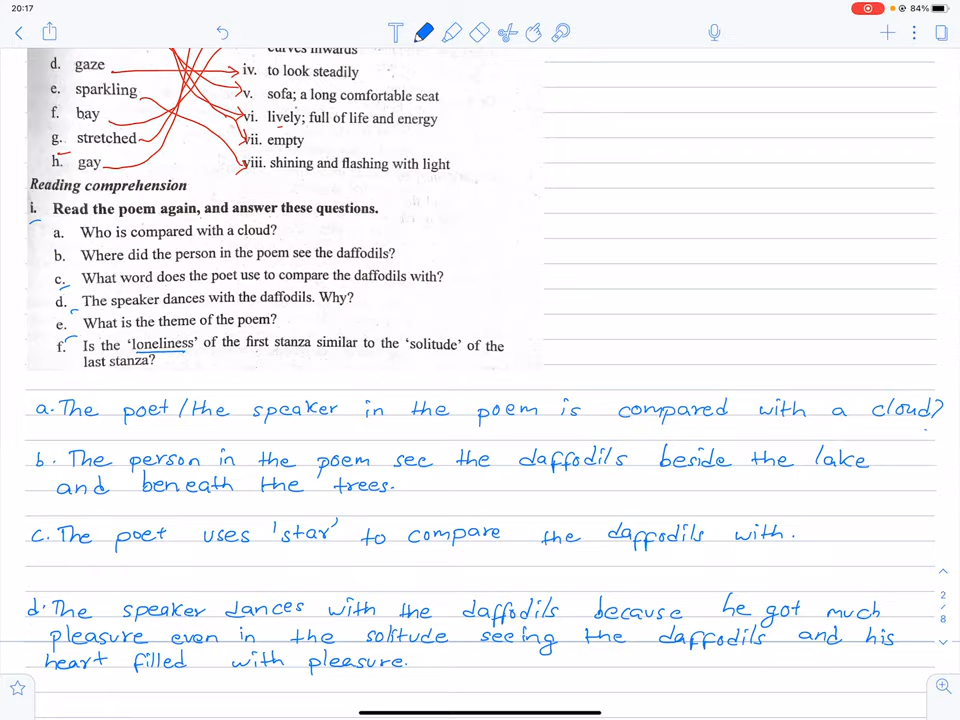 20:17
84%
curves inwards
d. gaze
iv. to look steadily
e. sparkling
v. sofa; a long comfortable seat
f. bay
vi. lively; full of life and energy
g. stretched
vii. empty
h. gay
viii. shining and flashing with light
Reading comprehension
i. Read the poem again, and answer these questions.
a. Who is compared with a cloud?
b. Where did the person in the poem see the daffodils?
c. What word does the poet use to compare the daffodils with?
d. The speaker dances with the daffodils. Why?
e. What is the theme of the poem?
f. Is the 'loneliness' of the first stanza similar to the 'solitude' of the
last stanza?
a. The poet/the speaker in the poem is compared with a cloud?
b. The person in the poem see the daffodils beside the lake
and beneath the trees.
c. The poet uses 'star' to compare the daffodils with.
d. The speaker dances with the daffodils because he got much
pleasure even in the solitude seeing the daffodils and his
heart filled with pleasure.
2
/
8